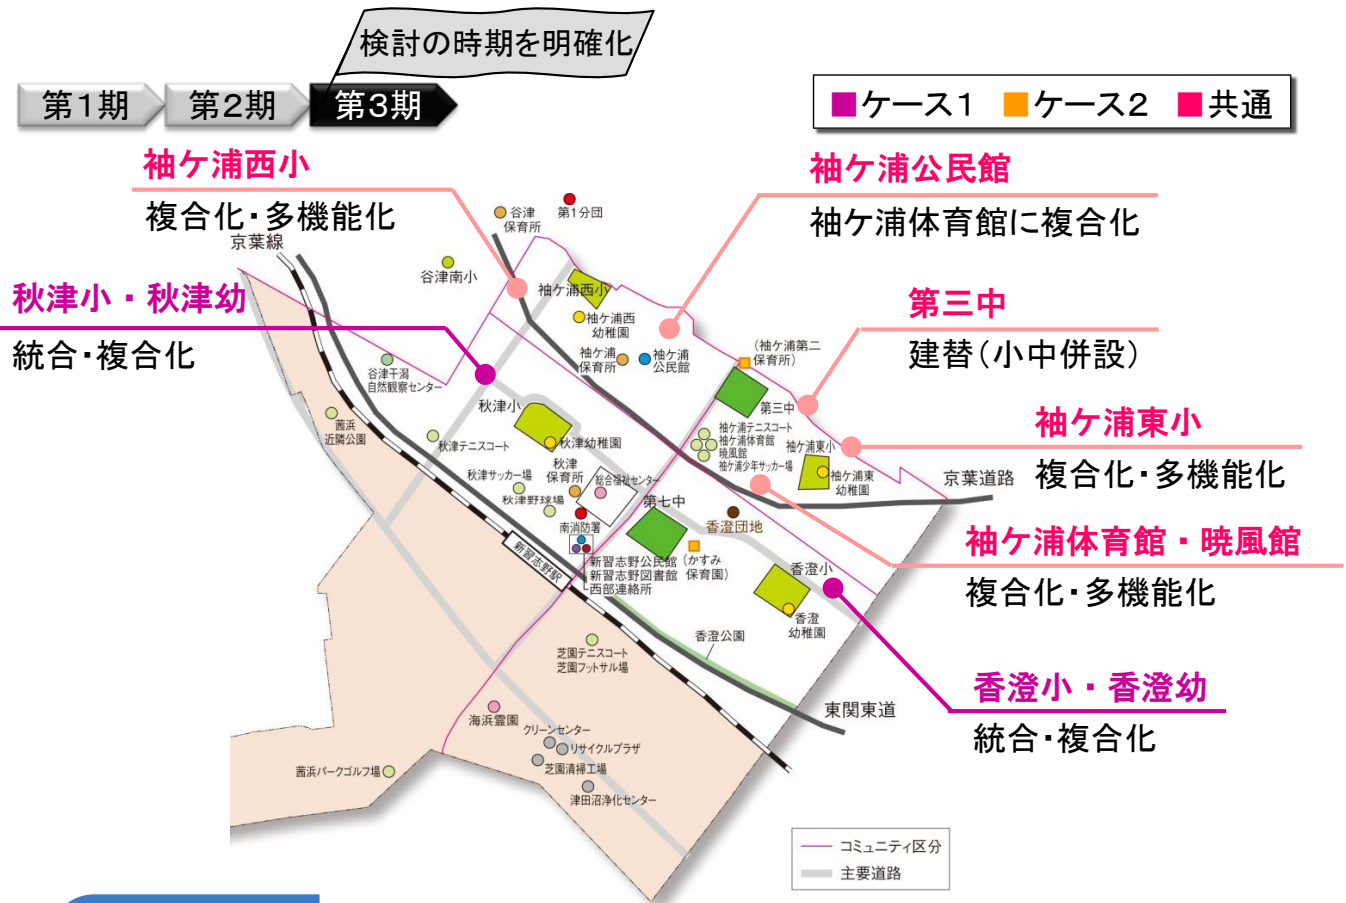 検討の時期を明確化
第1期
第2期
第3期
■ケース1 ■ケース2 ■共通
袖ケ浦西小
複合化・多機能化
袖ケ浦公民館
袖ケ浦体育館に複合化
秋津小・秋津幼
統合・複合化
第三中
建替(小中併設)
袖ケ浦東小
複合化・多機能化
袖ケ浦体育館・暁風館
複合化・多機能化
香澄小・香澄幼
統合・複合化
京葉線
谷津
保育所
第1分団
谷津南小
袖ケ浦西小
袖ケ浦西
幼稚園
袖ケ浦
保育所
袖ケ浦
公民館
(袖ケ浦第二
保育所)
第三中
谷津干潟
自然観察センター
茜浜
近隣公園
秋津小
秋津幼稚園
秋津テニスコート
秋津サッカー場
秋津野球場
秋津
保育所
総合福祉センター
南消防署
新習志野公民館
新習志野図書館
西部連絡所
新習志野駅
第七中
(かすみ
保育園)
袖ケ浦テニスコート
袖ケ浦体育館
暁風館
袖ケ浦少年サッカー場
袖ケ浦東小
袖ケ浦東
幼稚園
京葉道路
香澄団地
香澄小
香澄
幼稚園
香澄公園
東関東道
芝園テニスコート
芝園フットサル場
海浜霊園
クリーンセンター
リサイクルプラザ
芝園清掃工場
津田沼浄化センター
茜浜パークゴルフ場
コミュニティ区分
主要道路